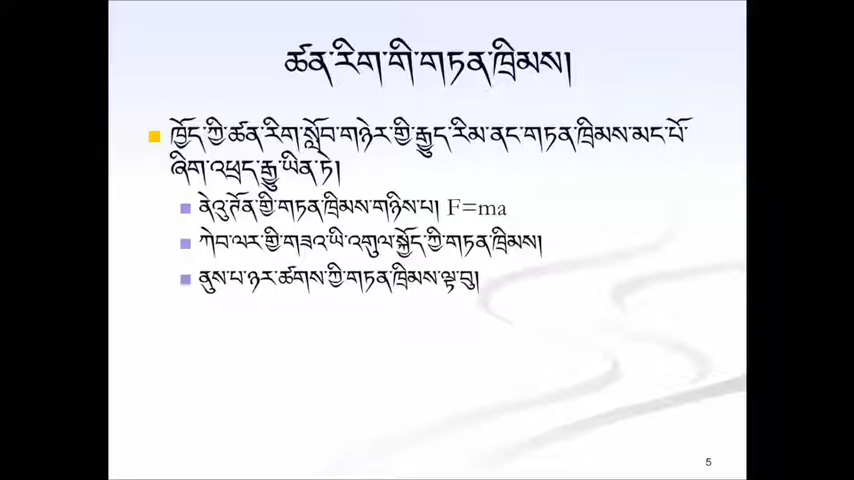 ཚན་རིག་གི་གཏན་ཁྲིམས།
ཁྱོད་ཀྱི་ཚན་རིག་སློབ་གཉེར་གྱི་རྒྱུད་རིམ་ནང་གཏན་ཁྲིམས་མང་པོ་
ཞིག་འཕྲད་རྒྱུ་ཡིན་ཏེ།
ནེའུ་ཊོན་གྱི་གཏན་ཁྲིམས་གཉིས་པ། F=ma
ཀེབ་ལར་གྱི་གཟའ་ཡི་འགུལ་སྐྱོད་ཀྱི་གཏན་ཁྲིམས།
ནུས་པ་ཉར་ཚགས་ཀྱི་གཏན་ཁྲིམས་ལྟ་བུ།
5